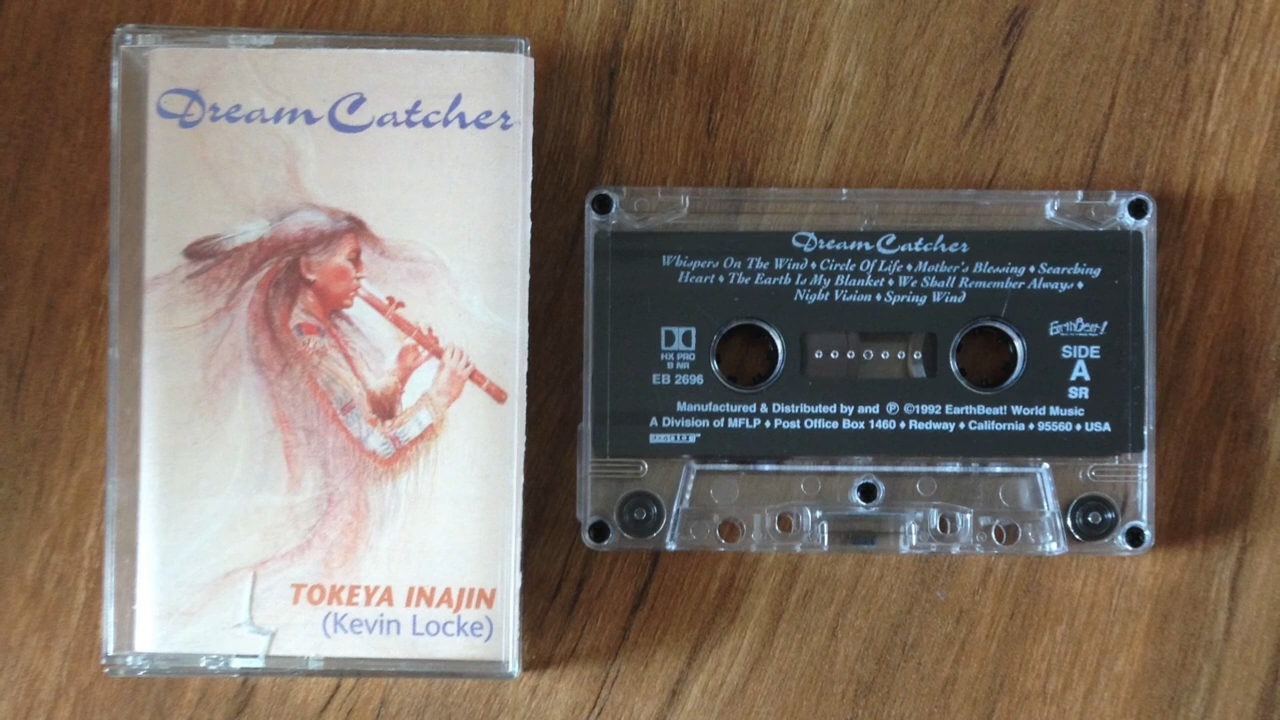 Dream Catcher
TOKEYA INAJIN
(Kevin Locke)
Dream Catcher
Whispers On The Wind ♦ Circle Of Life ♦ Mother's Blessing ♦ Searching
Heart ♦ The Earth Is My Blanket ♦ We Shall Remember Always ♦
Night Vision ♦ Spring Wind
HX PRO
B NR
EB 2696
EarthBeat!
SIDE
A
SR
Manufactured & Distributed by and ℗ ©1992 EarthBeat! World Music
A Division of MFLP ♦ Post Office Box 1460 ♦ Redway ♦ California ♦ 95560 ♦ USA